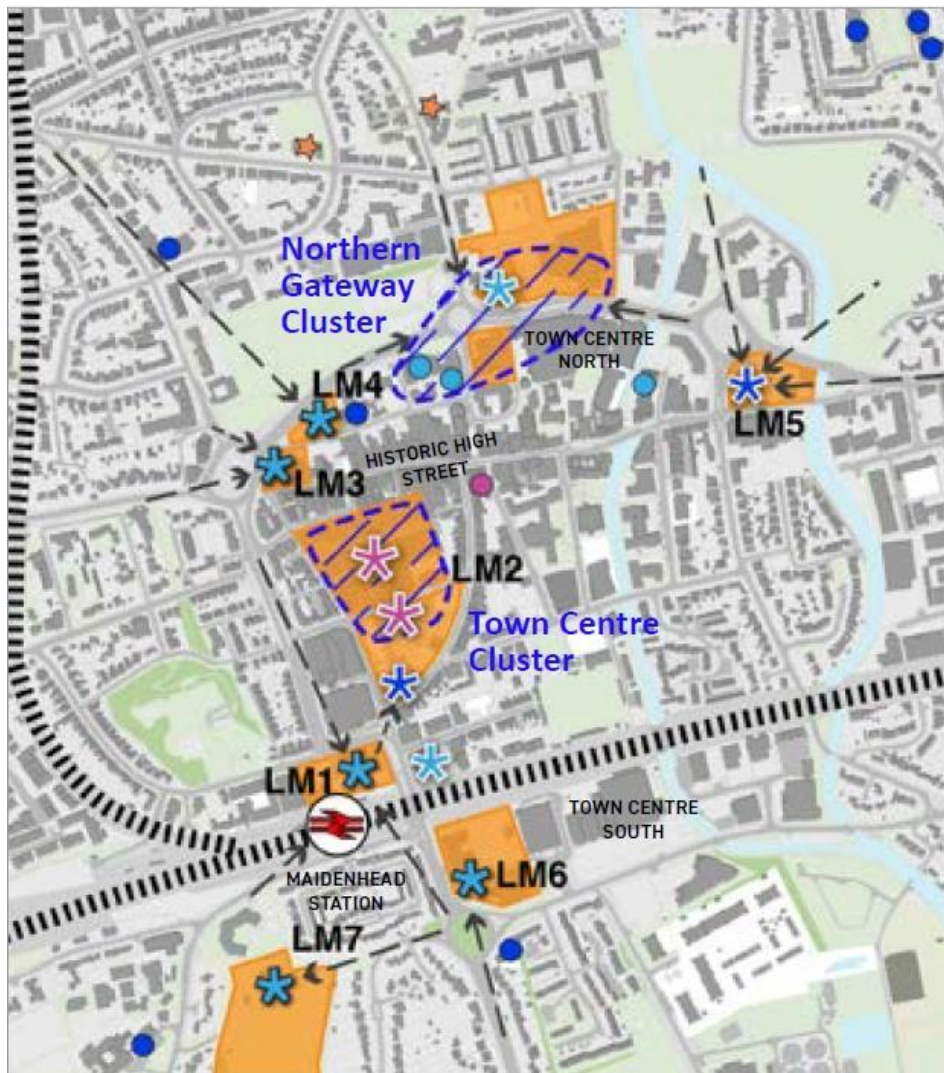 Northern
Gateway
Cluster
TOWN CENTRE
NORTH
LM4
LM5
HISTORIC HIGH
STREET
LM3
LM2
Town Centre
Cluster
LM1
TOWN CENTRE
SOUTH
MAIDENHEAD
STATION
LM6
LM7